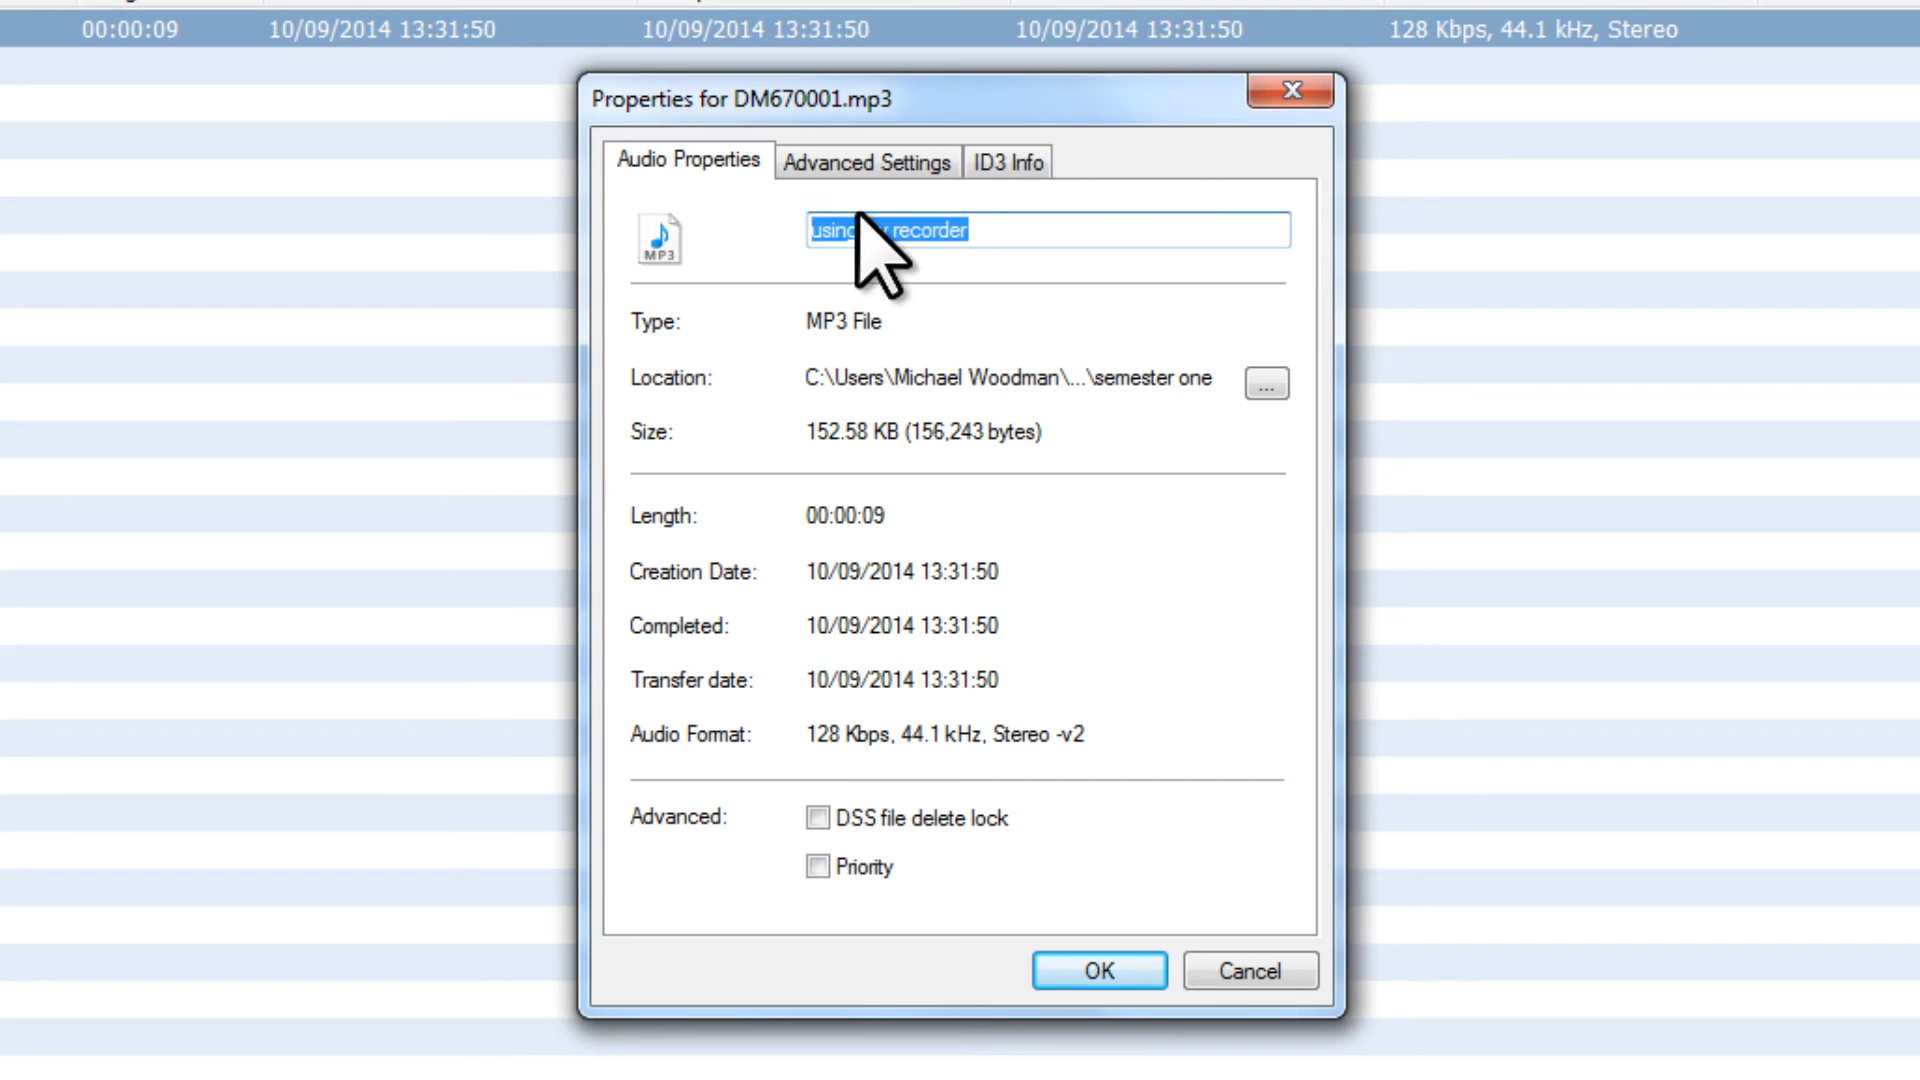 00:00:09 10/09/2014 13:31:50 10/09/2014 13:31:50 10/09/2014 13:31:50 128 Kbps, 44.1 kHz, Stereo
Properties for DM670001.mp3
Audio Properties Advanced Settings ID3 Info
MP3
recorder
Type: MP3 File
Location: C:\Users\Michael Woodman\...\semester one ...
Size: 152.58 KB (156,243 bytes)
Length: 00:00:09
Creation Date: 10/09/2014 13:31:50
Completed: 10/09/2014 13:31:50
Transfer date: 10/09/2014 13:31:50
Audio Format: 128 Kbps, 44.1 kHz, Stereo -v2
Advanced: DSS file delete lock
Priority
OK Cancel